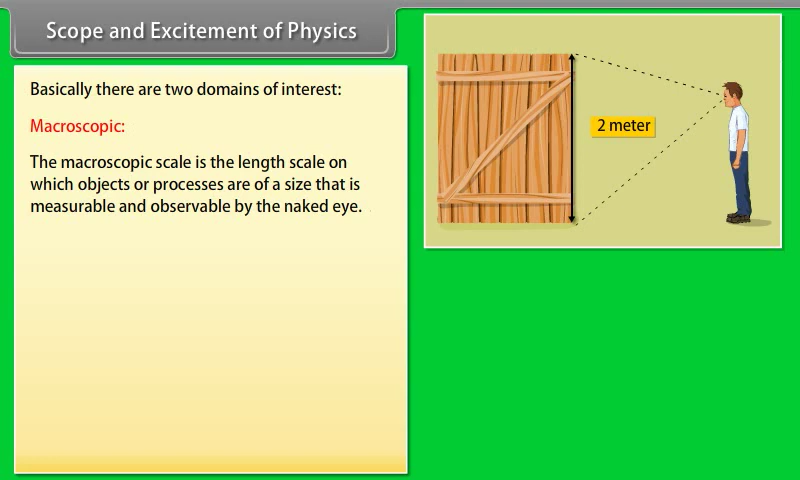 Scope and Excitement of Physics
Basically there are two domains of interest:
Macroscopic:
The macroscopic scale is the length scale on
which objects or processes are of a size that is
measurable and observable by the naked eye.
2 meter